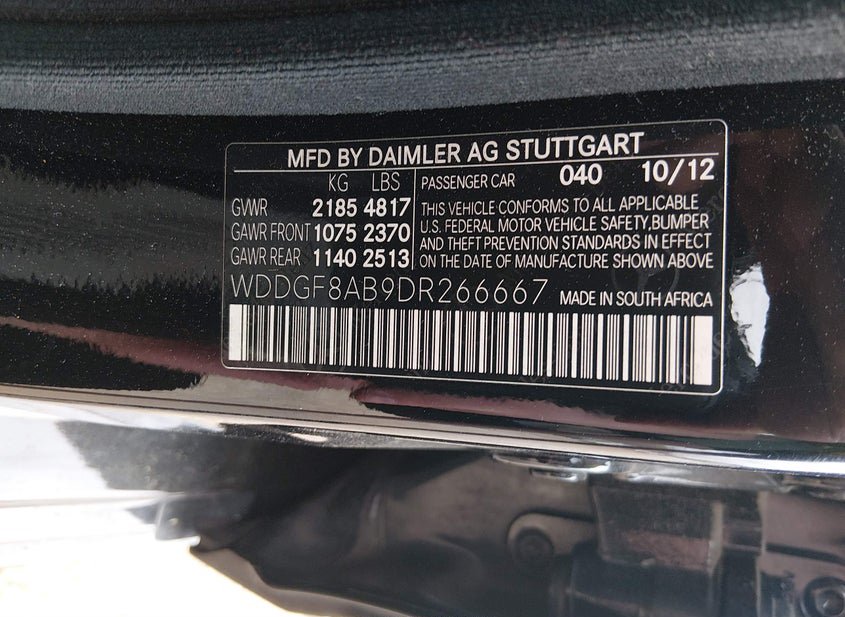 MFD BY DAIMLER AG STUTTGART
KG LBS
GVWR 2185 4817
GAWR FRONT 1075 2370
GAWR REAR 1140 2513
PASSENGER CAR 040 10/12
THIS VEHICLE CONFORMS TO ALL APPLICABLE
U.S. FEDERAL MOTOR VEHICLE SAFETY,BUMPER
AND THEFT PREVENTION STANDARDS IN EFFECT
ON THE DATE OF MANUFACTURE SHOWN ABOVE
WDDGF8AB9DR266667 MADE IN SOUTH AFRICA